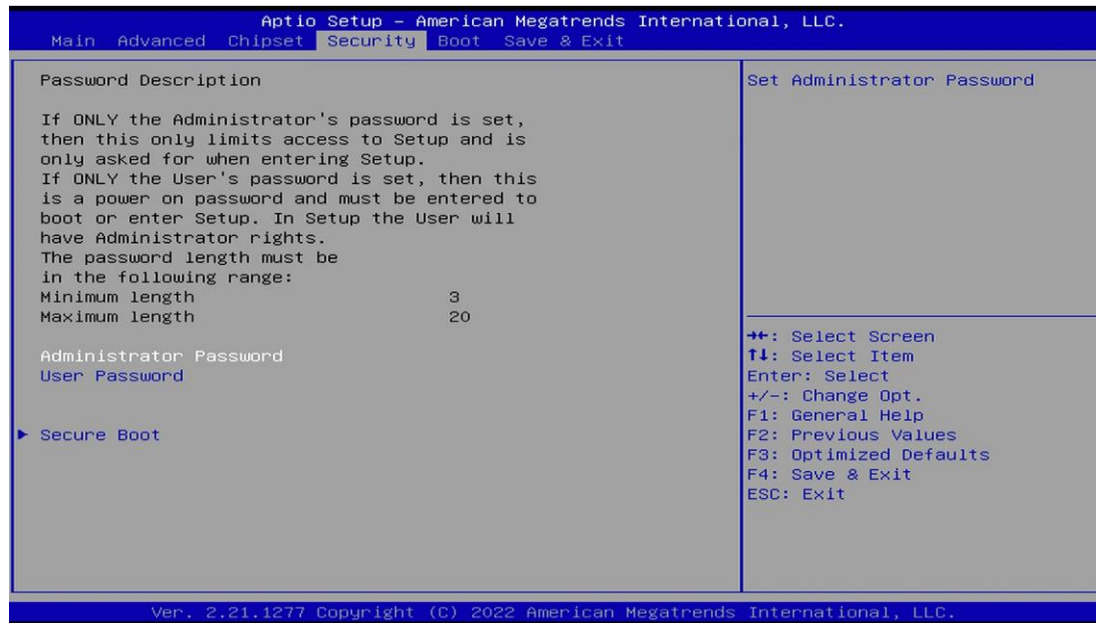 Aptio Setup – American Megatrends International, LLC.
Main Advanced Chipset Security Boot Save & Exit
Password Description
If ONLY the Administrator's password is set,
then this only limits access to Setup and is
only asked for when entering Setup.
If ONLY the User's password is set, then this
is a power on password and must be entered to
boot or enter Setup. In Setup the User will
have Administrator rights.
The password length must be
in the following range:
Minimum length 3
Maximum length 20
Administrator Password
User Password
► Secure Boot
Set Administrator Password
→←: Select Screen
↑↓: Select Item
Enter: Select
+/-: Change Opt.
F1: General Help
F2: Previous Values
F3: Optimized Defaults
F4: Save & Exit
ESC: Exit
Ver. 2.21.1277 Copyright (C) 2022 American Megatrends International, LLC.